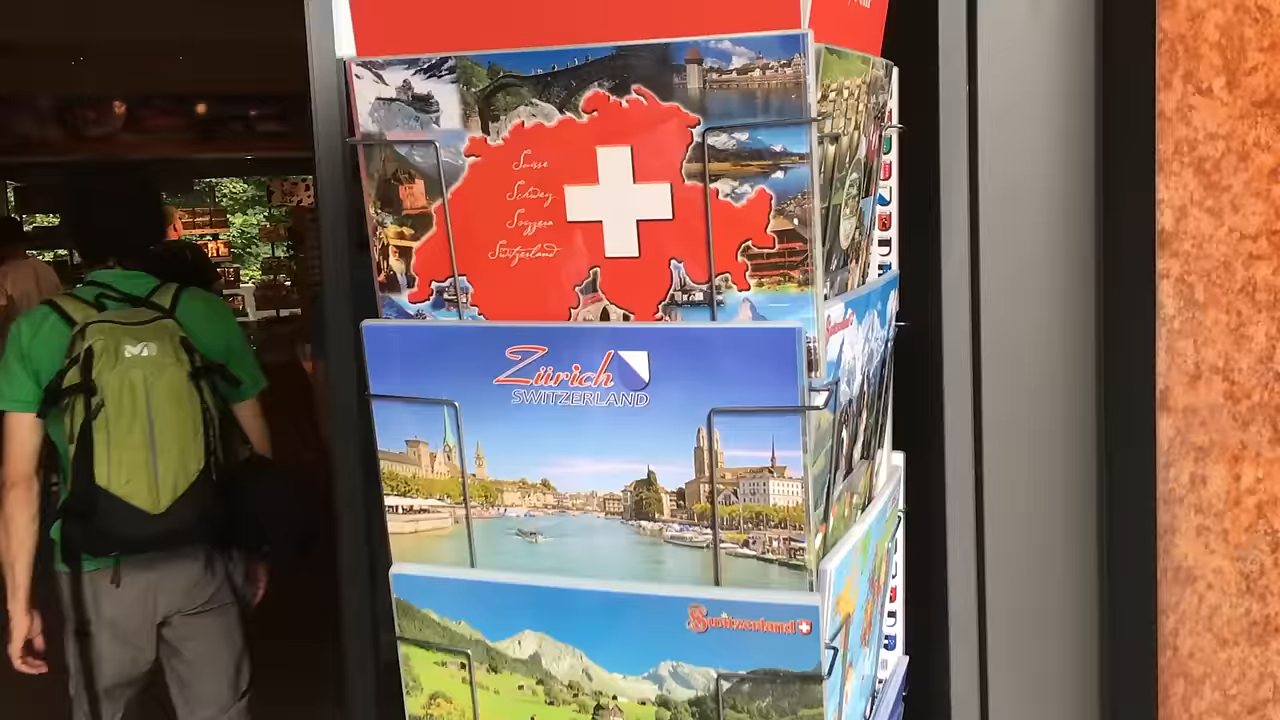 Suisse
Schweiz
Svizzera
Switzerland
Zürich
SWITZERLAND
Switzerland